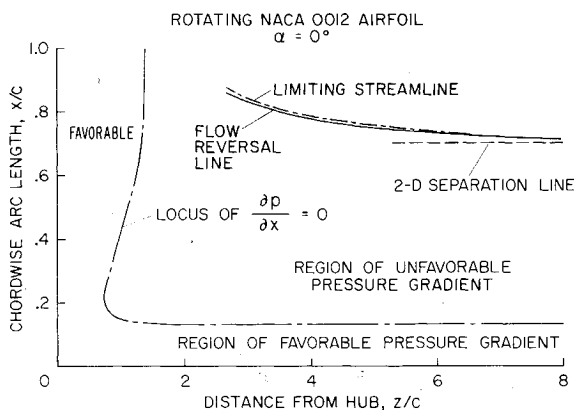 ROTATING NACA 0012 AIRFOIL
α = 0°
CHORDWISE ARC LENGTH, x/c
1.0
.8
.6
.4
.2
0
FAVORABLE
LIMITING STREAMLINE
FLOW
REVERSAL
LINE
2-D SEPARATION LINE
LOCUS OF ∂p/∂x = 0
REGION OF UNFAVORABLE
PRESSURE GRADIENT
REGION OF FAVORABLE PRESSURE GRADIENT
2
4
6
8
DISTANCE FROM HUB, z/c